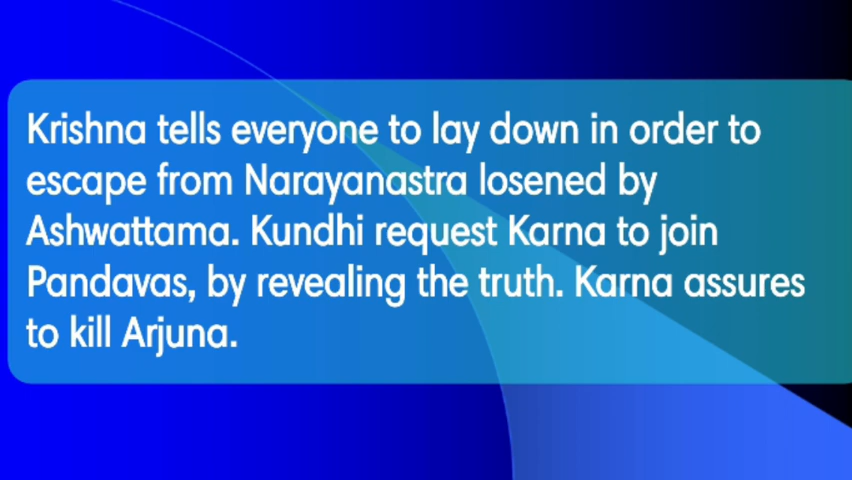 Krishna tells everyone to lay down in order to
escape from Narayanastra losened by
Ashwattama. Kundhi request Karna to join
Pandavas, by revealing the truth. Karna assures
to kill Arjuna.